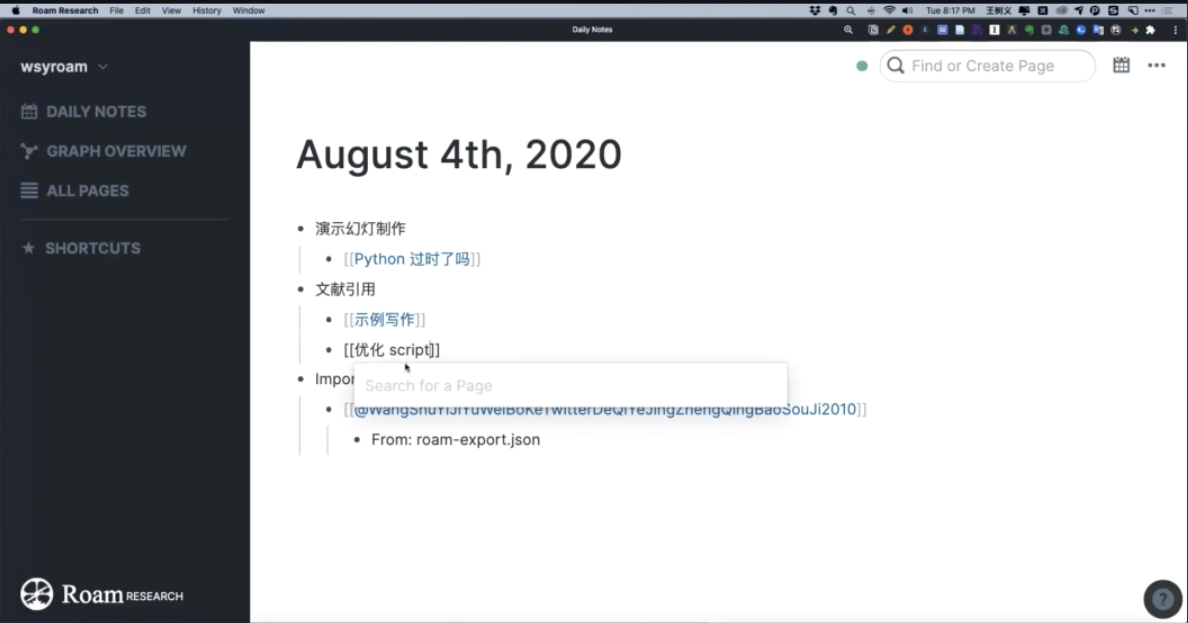 Roam Research File Edit View History Window
Tue 8:17 PM 王树义
Daily Notes
wsyroam
Find or Create Page
DAILY NOTES
GRAPH OVERVIEW
ALL PAGES
SHORTCUTS
August 4th, 2020
演示幻灯制作
[[Python 过时了吗]]
文献引用
[[示例写作]]
[[优化 script]]
Search for a Page
[[@WangShuYiJiYuWeiBoKeTwitterDeQiYeJingZhengQingBaoSouJi2010]]
From: roam-export.json
Roam RESEARCH